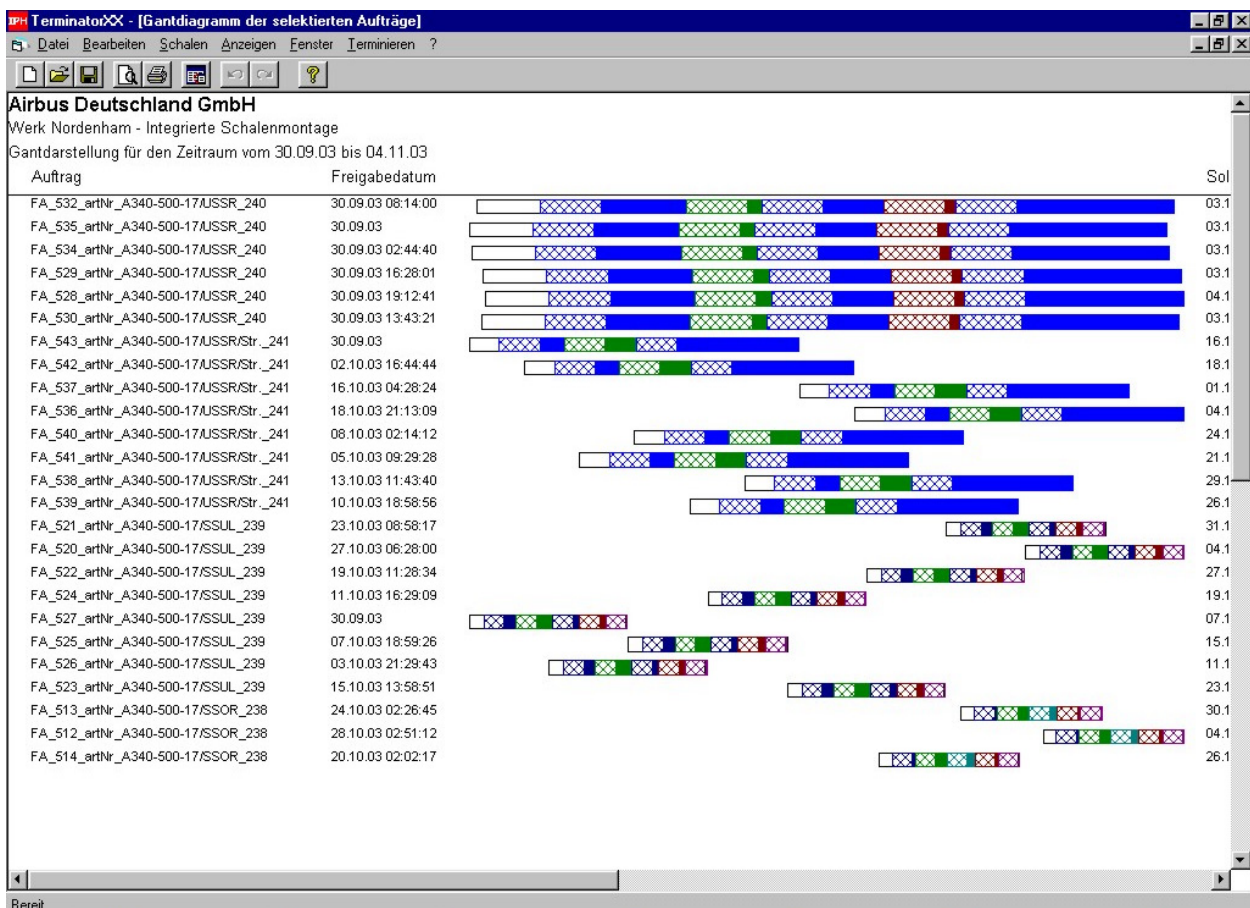 IPH TerminatorXX - [Gantdiagramm der selektierten Aufträge]
Datei Bearbeiten Schalen Anzeigen Fenster Terminieren ?
Airbus Deutschland GmbH
Werk Nordenham - Integrierte Schalenmontage
Gantdarstellung für den Zeitraum vom 30.09.03 bis 04.11.03
Auftrag Freigabedatum Sol
FA_532_artNr_A340-500-17/USSR_240 30.09.03 08:14:00 03.1
FA_535_artNr_A340-500-17/USSR_240 30.09.03 03.1
FA_534_artNr_A340-500-17/USSR_240 30.09.03 02:44:40 03.1
FA_529_artNr_A340-500-17/USSR_240 30.09.03 16:28:01 03.1
FA_528_artNr_A340-500-17/USSR_240 30.09.03 19:12:41 04.1
FA_530_artNr_A340-500-17/USSR_240 30.09.03 13:43:21 03.1
FA_543_artNr_A340-500-17/USSR/Str._241 30.09.03 16.1
FA_542_artNr_A340-500-17/USSR/Str._241 02.10.03 16:44:44 18.1
FA_537_artNr_A340-500-17/USSR/Str._241 16.10.03 04:28:24 01.1
FA_536_artNr_A340-500-17/USSR/Str._241 18.10.03 21:13:09 04.1
FA_540_artNr_A340-500-17/USSR/Str._241 08.10.03 02:14:12 24.1
FA_541_artNr_A340-500-17/USSR/Str._241 05.10.03 09:29:28 21.1
FA_538_artNr_A340-500-17/USSR/Str._241 13.10.03 11:43:40 29.1
FA_539_artNr_A340-500-17/USSR/Str._241 10.10.03 18:58:56 26.1
FA_521_artNr_A340-500-17/SSUL_239 23.10.03 08:58:17 31.1
FA_520_artNr_A340-500-17/SSUL_239 27.10.03 06:28:00 04.1
FA_522_artNr_A340-500-17/SSUL_239 19.10.03 11:28:34 27.1
FA_524_artNr_A340-500-17/SSUL_239 11.10.03 16:29:09 19.1
FA_527_artNr_A340-500-17/SSUL_239 30.09.03 07.1
FA_525_artNr_A340-500-17/SSUL_239 07.10.03 18:59:26 15.1
FA_526_artNr_A340-500-17/SSUL_239 03.10.03 21:29:43 11.1
FA_523_artNr_A340-500-17/SSUL_239 15.10.03 13:58:51 23.1
FA_513_artNr_A340-500-17/SSOR_238 24.10.03 02:26:45 30.1
FA_512_artNr_A340-500-17/SSOR_238 28.10.03 02:51:12 04.1
FA_514_artNr_A340-500-17/SSOR_238 20.10.03 02:02:17 26.1
Bereit